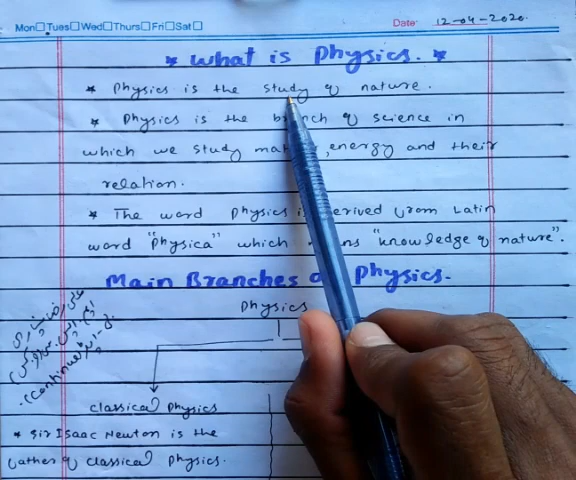 Mon Tues Wed Thurs Fri Sat
Date: 12-04-2020.
* What is Physics. *
* Physics is the study of nature.
* Physics is the of science in
which we study , energy and their
relation.
* The word Physics is derived from Latin
word "Physica" which "knowledge of nature".
Main Branches of Physics.
Physics
(Continue)
classical Physics
* Sir Isaac Newton is the
father of classical Physics.